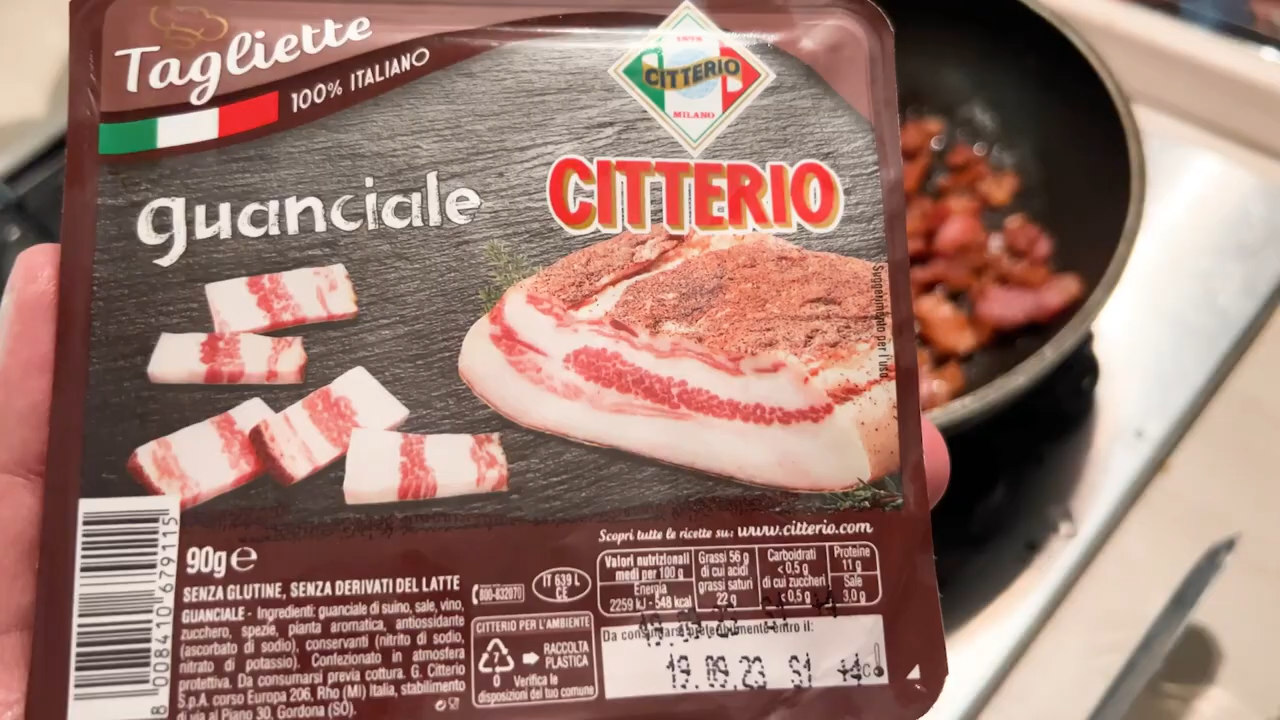 Tagliette
100% ITALIANO
1878
CITTERIO
MILANO
guanciale
CITTERIO
Suggerimento per l'uso
Scopri tutte le ricette su: www.citterio.com
90g e
SENZA GLUTINE, SENZA DERIVATI DEL LATTE
GUANCIALE - Ingredienti: guanciale di suino, sale, vino,
zucchero, spezie, pianta aromatica, antiossidante
(ascorbato di sodio), conservanti (nitrito di sodio,
nitrato di potassio). Confezionato in atmosfera
protettiva. Da consumarsi previa cottura. G. Citterio
S.p.A. corso Europa 206, Rho (MI) Italia, stabilimento
di via al Piano 30, Gordona (SO).
8 008410 679115
800-832070
IT 639 L
CE
CITTERIO PER L'AMBIENTE
RACCOLTA
PLASTICA
Verifica le
disposizioni del tuo comune
Valori nutrizionali
medi per 100 g
Energia
2259 kJ - 548 kcal
Grassi 56 g
di cui acidi
grassi saturi
22 g
Carboidrati
< 0,5 g
di cui zuccheri
< 0,5 g
Proteine
11 g
Sale
3,0 g
Da consumarsi preferibilmente entro il:
19.09.23 S1 +4°C